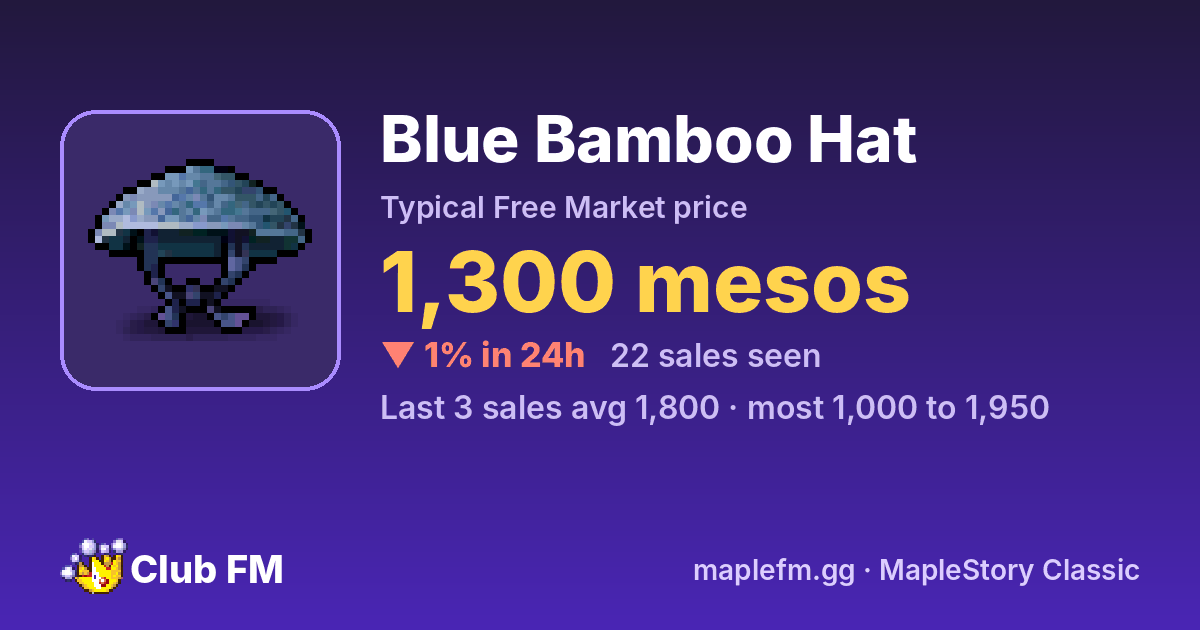 Blue Bamboo Hat
Typical Free Market price
1,300 mesos
▼ 1% in 24h 22 sales seen
Last 3 sales avg 1,800 · most 1,000 to 1,950
Club FM
maplefm.gg · MapleStory Classic